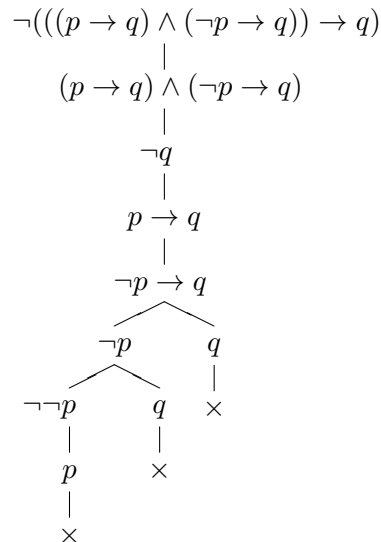 ¬(((p → q) ∧ (¬p → q)) → q)
(p → q) ∧ (¬p → q)
¬q
p → q
¬p → q
¬p q
¬¬p q ×
p ×
×